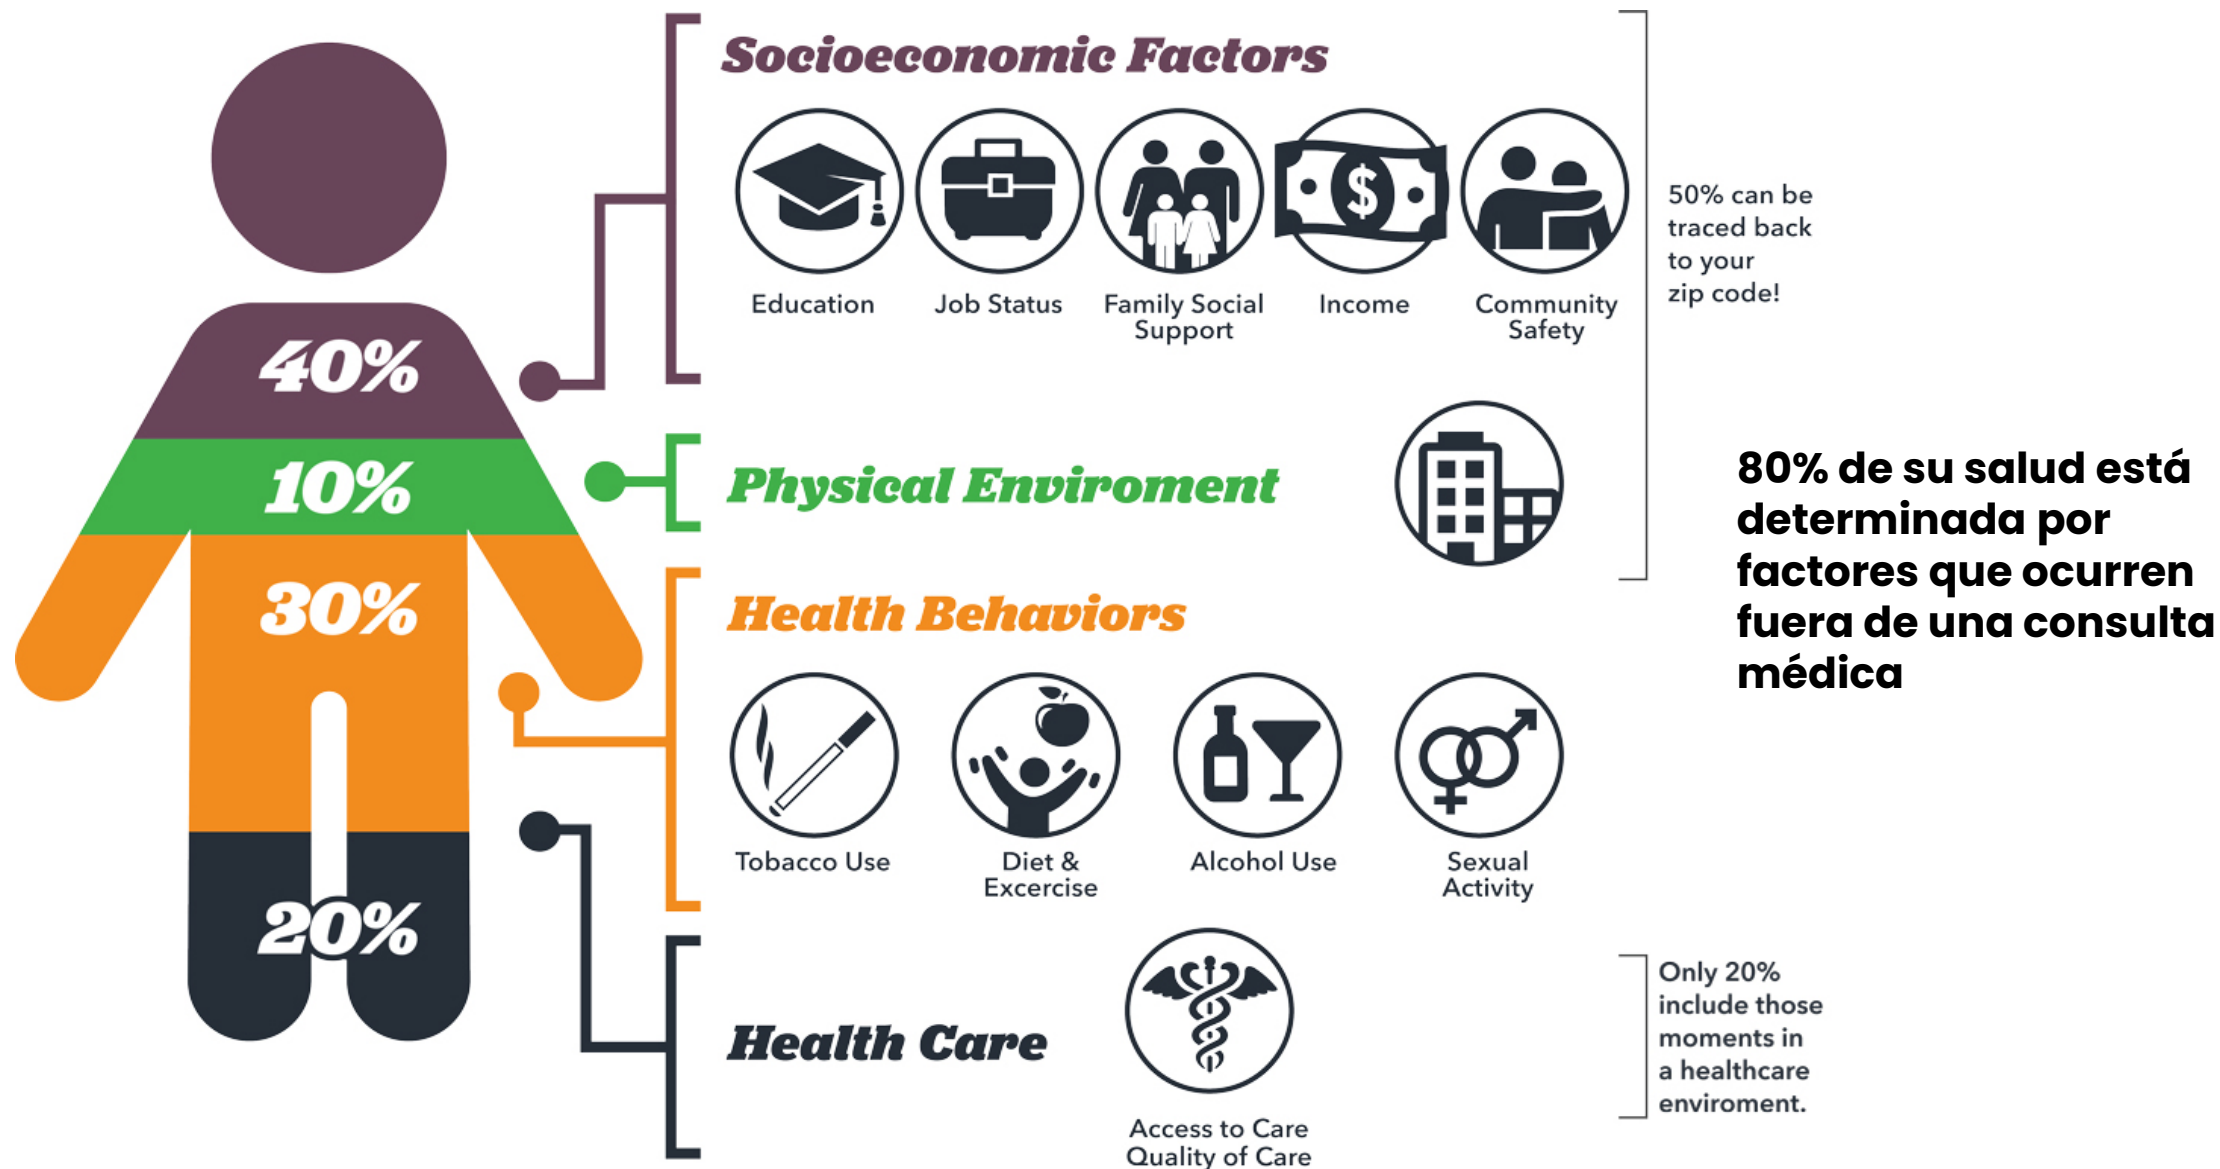 Socioeconomic Factors
Education
Job Status
Family Social
Support
Income
Community
Safety
50% can be
traced back
to your
zip code!
40%
10%
Physical Enviroment
80% de su salud está
determinada por
factores que ocurren
fuera de una consulta
médica
30%
Health Behaviors
Tobacco Use
Diet &
Excercise
Alcohol Use
Sexual
Activity
20%
Health Care
Access to Care
Quality of Care
Only 20%
include those
moments in
a healthcare
enviroment.